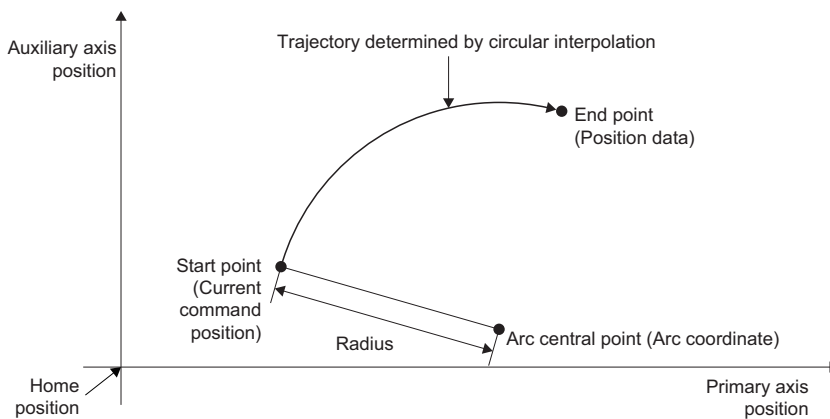 Auxiliary axis
position
Trajectory determined by circular interpolation
End point
(Position data)
Start point
(Current
command
position)
Radius
Arc central point (Arc coordinate)
Home
position
Primary axis
position